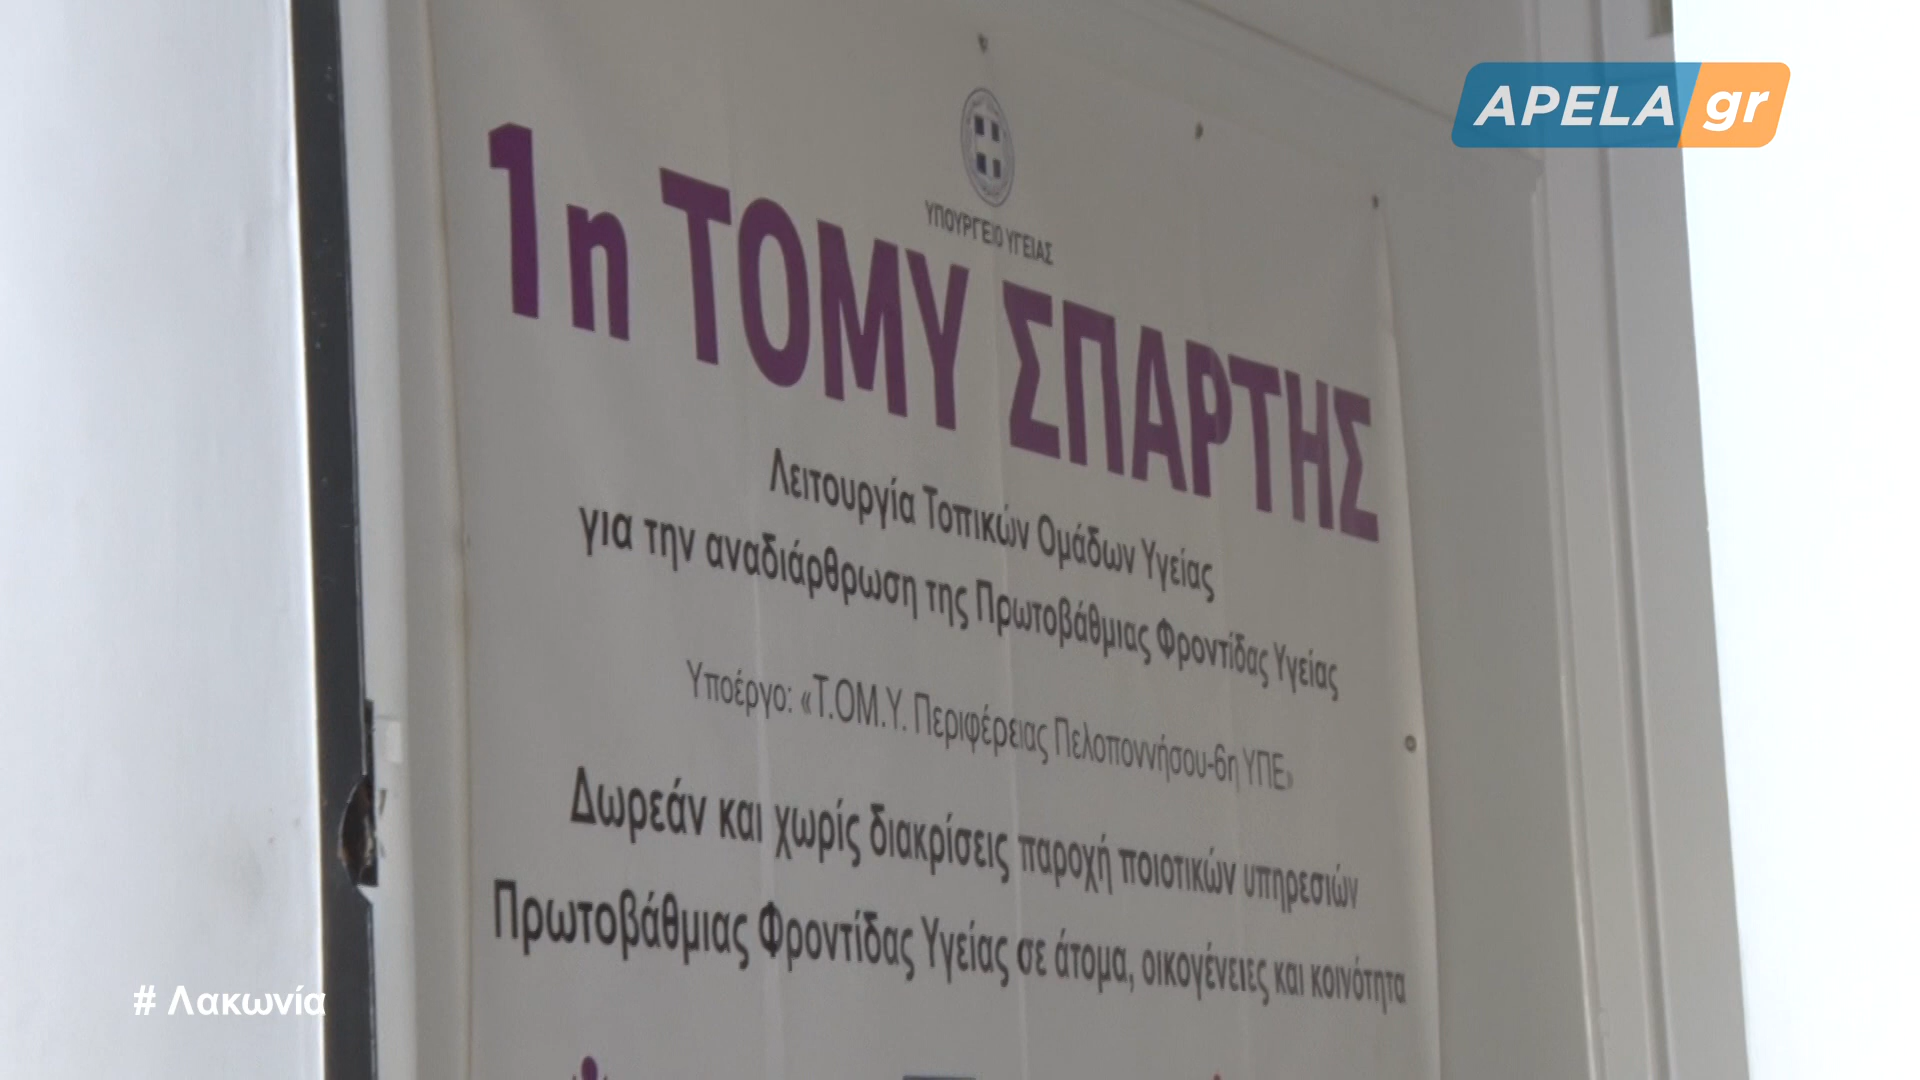 APELA gr
ΥΠΟΥΡΓΕΙΟ ΥΓΕΙΑΣ
1η ΤΟΜΥ ΣΠΑΡΤΗΣ
Λειτουργία Τοπικών Ομάδων Υγείας
για την αναδιάρθρωση της Πρωτοβάθμιας Φροντίδας Υγείας
Υποέργο: «Τ.ΟΜ.Υ. Περιφέρειας Πελοποννήσου-6η ΥΠΕ»
Δωρεάν και χωρίς διακρίσεις παροχή ποιοτικών υπηρεσιών
Πρωτοβάθμιας Φροντίδας Υγείας σε άτομα, οικογένειες και κοινότητα
# Λακωνία